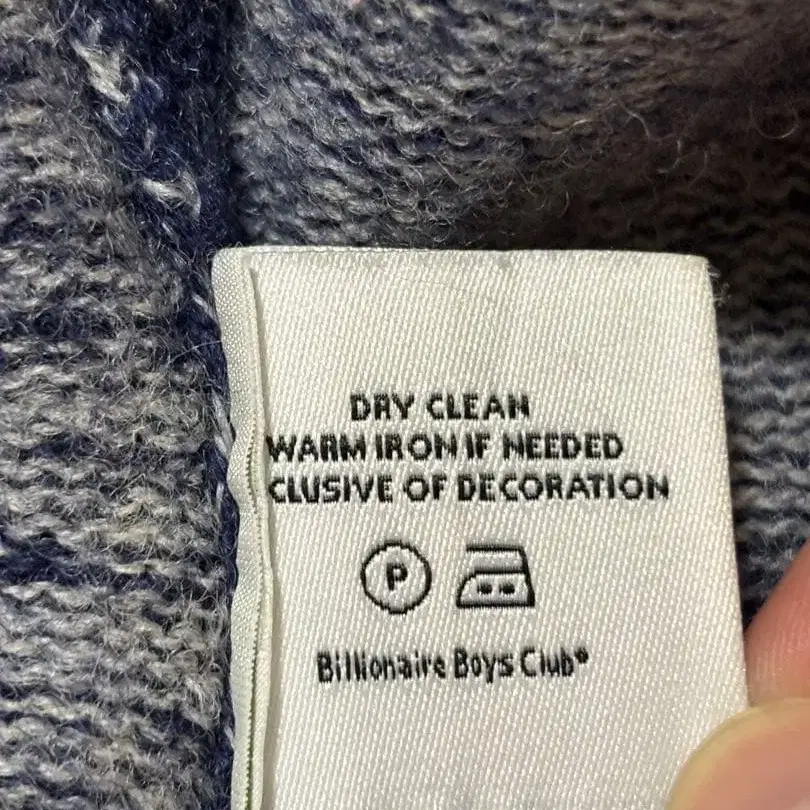 DRY CLEAN
WARM IRON IF NEEDED
CLUSIVE OF DECORATION
P
Billionaire Boys Club®